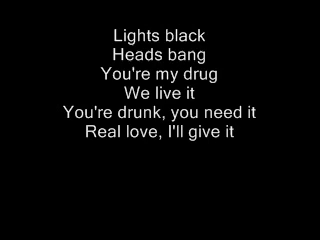 Lights black
Heads bang
You're my drug
We live it
You're drunk, you need it
Real love, I'll give it